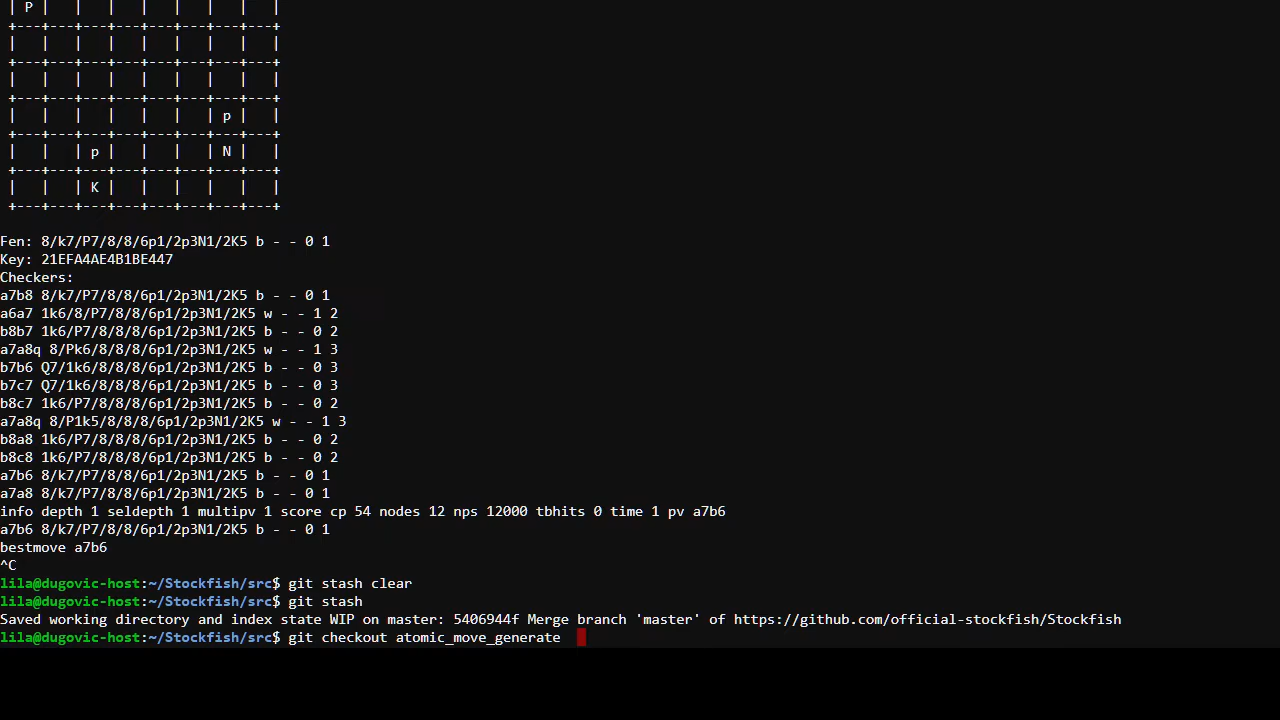 | P |   |   |   |   |   |   |   |
+---+---+---+---+---+---+---+---+
|   |   |   |   |   |   |   |   |
+---+---+---+---+---+---+---+---+
|   |   |   |   |   |   |   |   |
+---+---+---+---+---+---+---+---+
|   |   |   |   |   |   | p |   |
+---+---+---+---+---+---+---+---+
|   |   | p |   |   |   | N |   |
+---+---+---+---+---+---+---+---+
|   |   | K |   |   |   |   |   |
+---+---+---+---+---+---+---+---+
Fen: 8/k7/P7/8/8/6p1/2p3N1/2K5 b - - 0 1
Key: 21EFA4AE4B1BE447
Checkers:
a7b8 8/k7/P7/8/8/6p1/2p3N1/2K5 b - - 0 1
a6a7 1k6/8/P7/8/8/6p1/2p3N1/2K5 w - - 1 2
b8b7 1k6/P7/8/8/8/6p1/2p3N1/2K5 b - - 0 2
a7a8q 8/Pk6/8/8/8/6p1/2p3N1/2K5 w - - 1 3
b7b6 Q7/1k6/8/8/8/6p1/2p3N1/2K5 b - - 0 3
b7c7 Q7/1k6/8/8/8/6p1/2p3N1/2K5 b - - 0 3
b8c7 1k6/P7/8/8/8/6p1/2p3N1/2K5 b - - 0 2
a7a8q 8/P1k5/8/8/8/6p1/2p3N1/2K5 w - - 1 3
b8a8 1k6/P7/8/8/8/6p1/2p3N1/2K5 b - - 0 2
b8c8 1k6/P7/8/8/8/6p1/2p3N1/2K5 b - - 0 2
a7b6 8/k7/P7/8/8/6p1/2p3N1/2K5 b - - 0 1
a7a8 8/k7/P7/8/8/6p1/2p3N1/2K5 b - - 0 1
info depth 1 seldepth 1 multipv 1 score cp 54 nodes 12 nps 12000 tbhits 0 time 1 pv a7b6
a7b6 8/k7/P7/8/8/6p1/2p3N1/2K5 b - - 0 1
bestmove a7b6
^C
lila@dugovic-host:~/Stockfish/src$ git stash clear
lila@dugovic-host:~/Stockfish/src$ git stash
Saved working directory and index state WIP on master: 5406944f Merge branch 'master' of https://github.com/official-stockfish/Stockfish
lila@dugovic-host:~/Stockfish/src$ git checkout atomic_move_generate